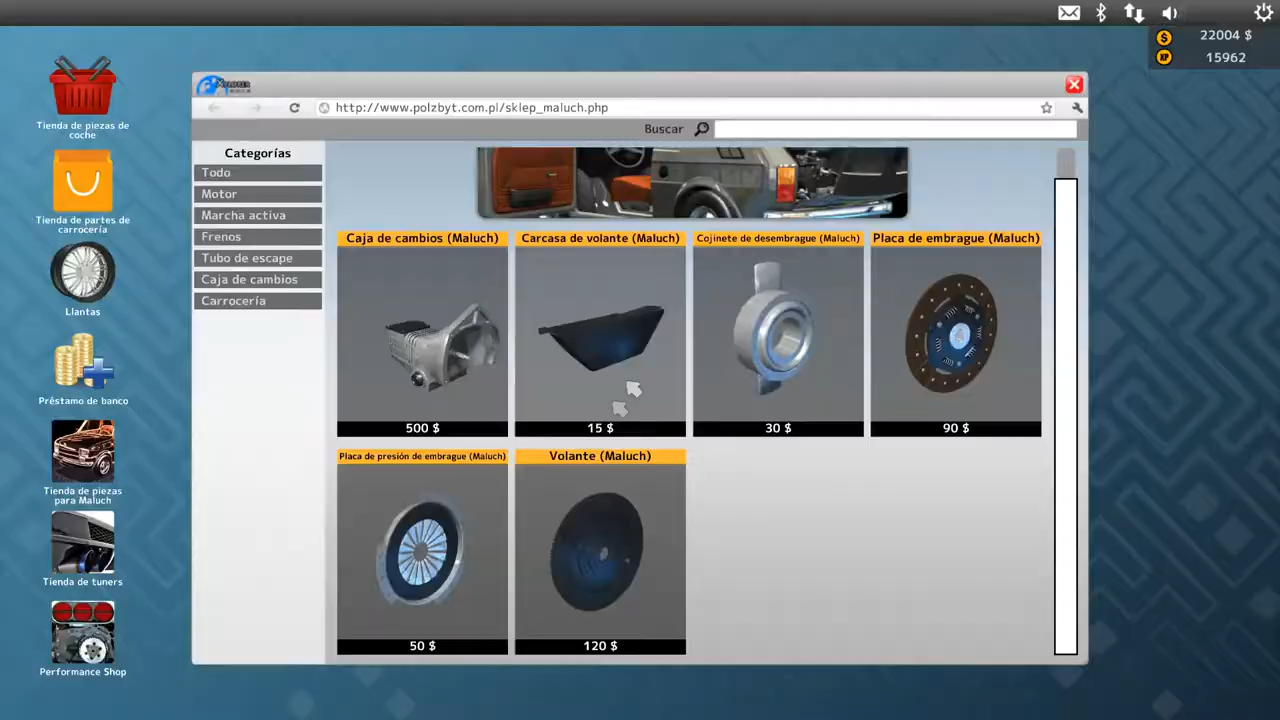 22004 $
15962
Tienda de piezas de
coche
Tienda de partes de
carrocería
Llantas
Préstamo de banco
Tienda de piezas
para Maluch
Tienda de tuners
Performance Shop
http://www.polzbyt.com.pl/sklep_maluch.php
Buscar
Categorías
Todo
Motor
Marcha activa
Frenos
Tubo de escape
Caja de cambios
Carrocería
Caja de cambios (Maluch)
500 $
Carcasa de volante (Maluch)
15 $
Cojinete de desembrague (Maluch)
30 $
Placa de embrague (Maluch)
90 $
Placa de presión de embrague (Maluch)
50 $
Volante (Maluch)
120 $